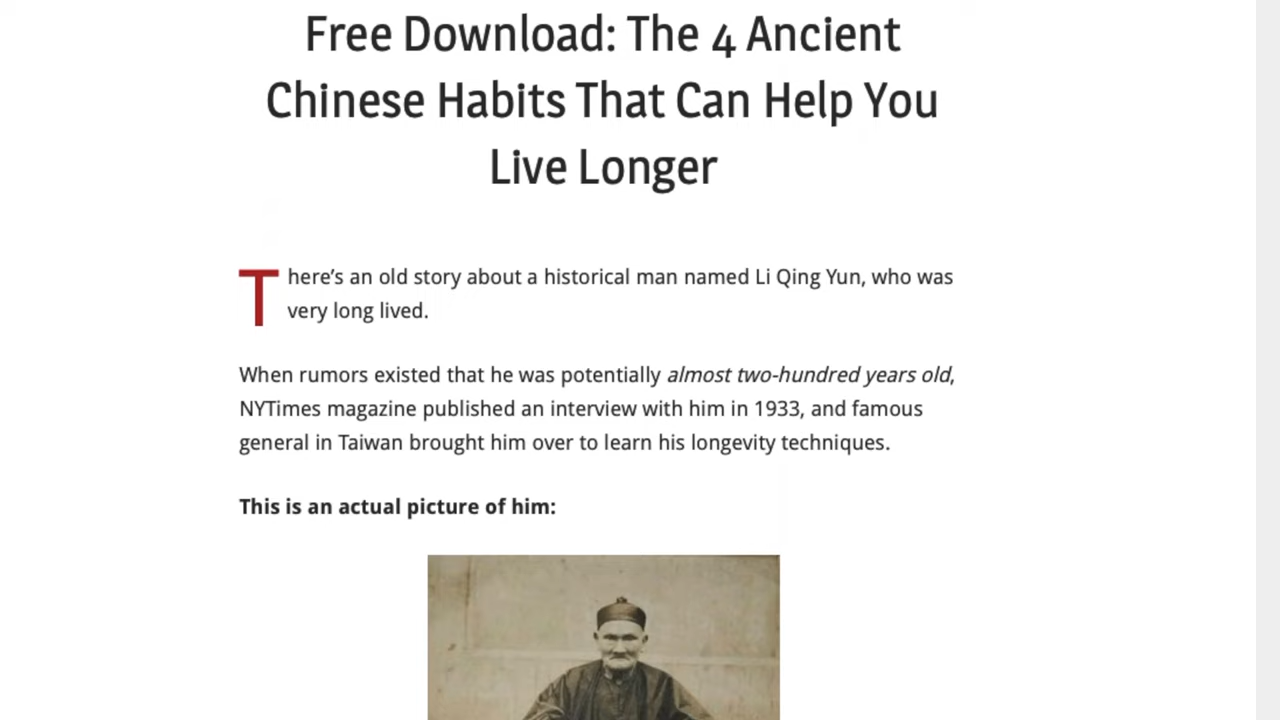 Free Download: The 4 Ancient
Chinese Habits That Can Help You
Live Longer
There’s an old story about a historical man named Li Qing Yun, who was
very long lived.
When rumors existed that he was potentially almost two-hundred years old,
NYTimes magazine published an interview with him in 1933, and famous
general in Taiwan brought him over to learn his longevity techniques.
This is an actual picture of him: